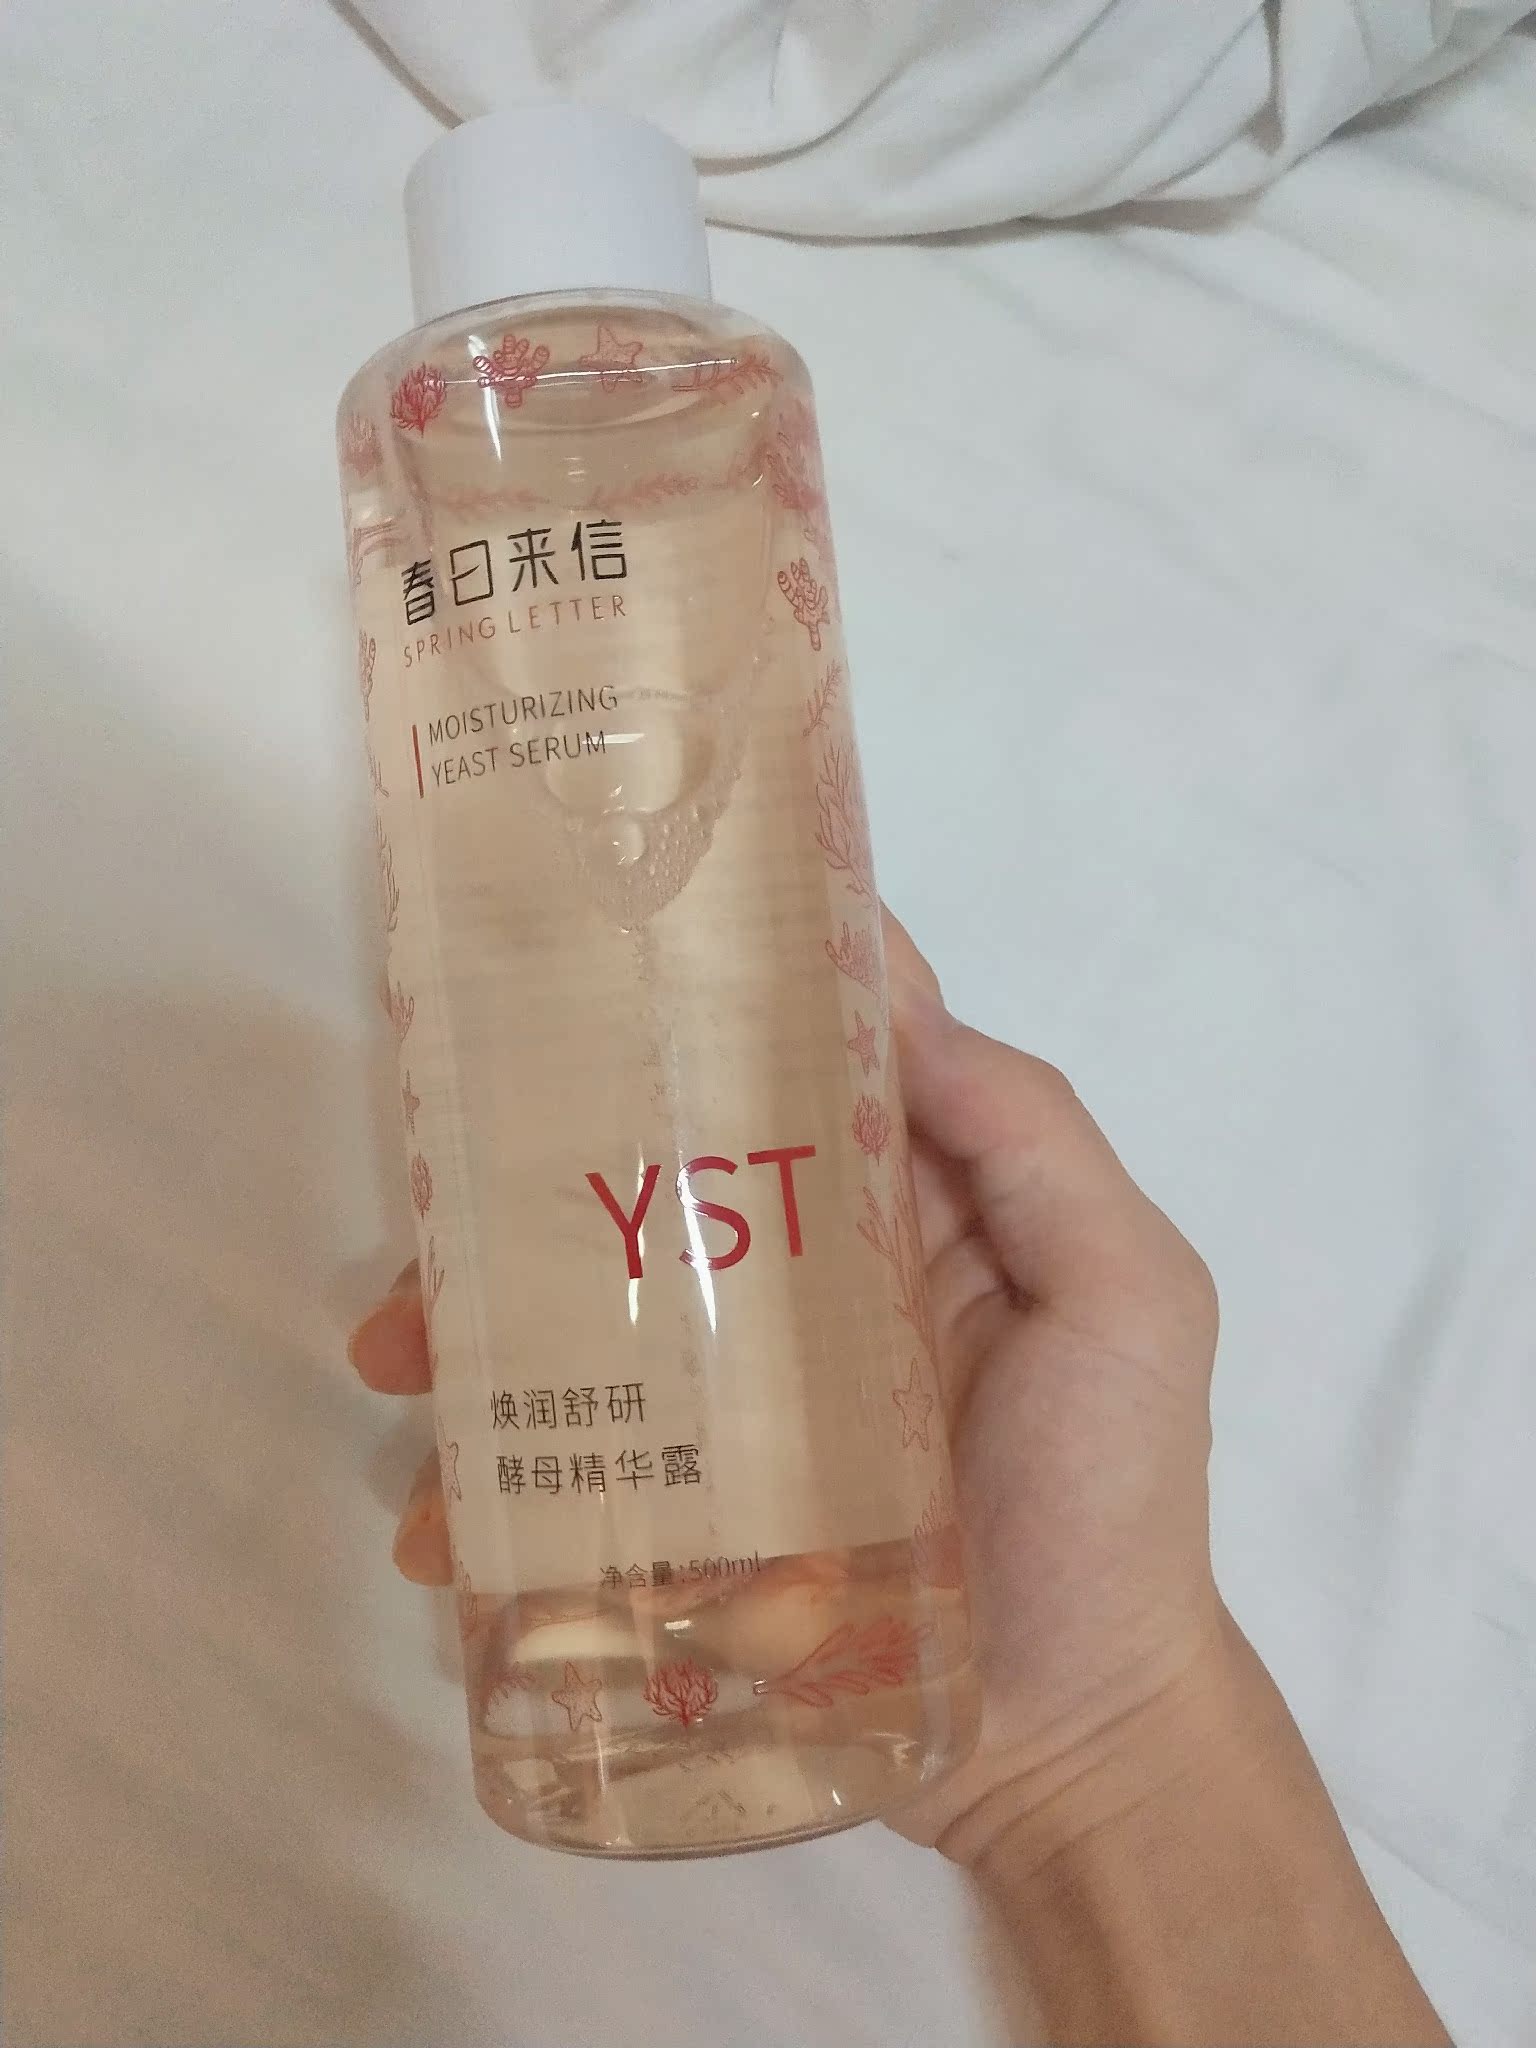 春日来信
SPRING LETTER
MOISTURIZING
YEAST SERUM
YST
焕润舒研
酵母精华露
净含量:500ml